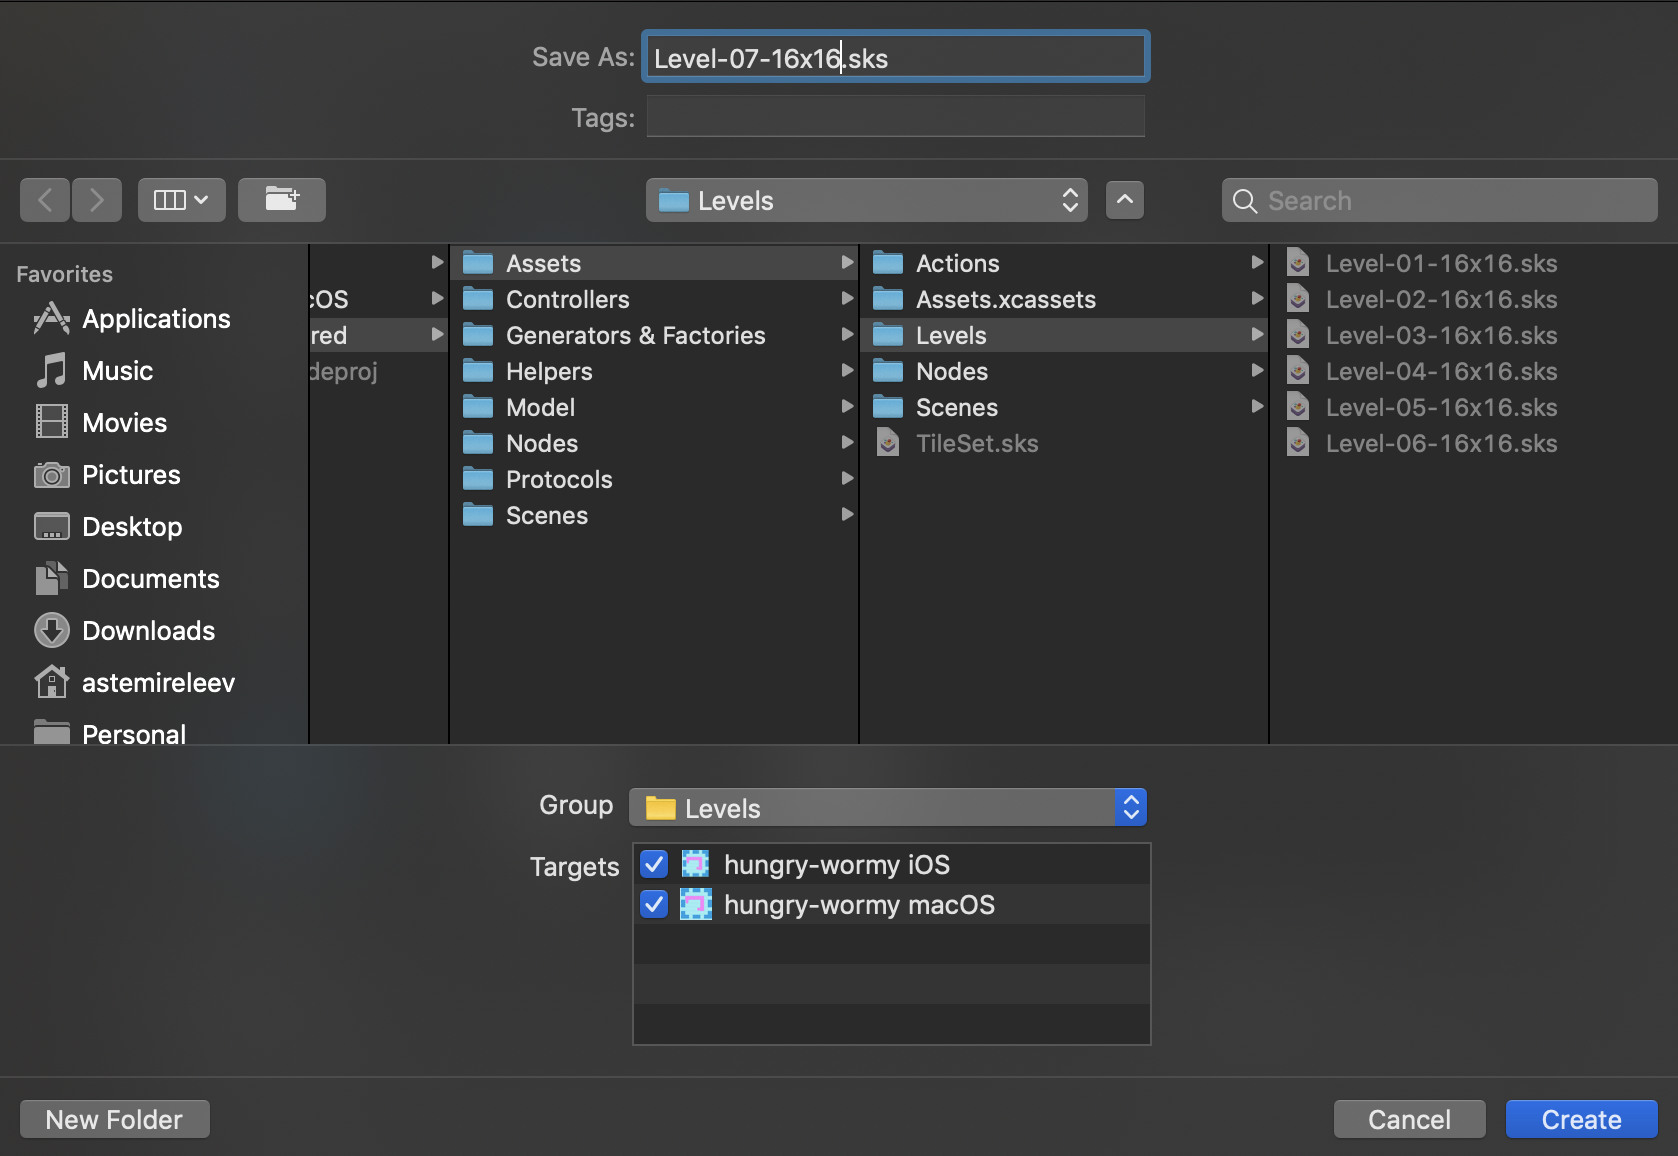 Save As: Level-07-16x16.sks
Tags:
Levels
Search
Favorites
Applications
Music
Movies
Pictures
Desktop
Documents
Downloads
astemireleev
Personal
cOS
red
deproj
Assets
Controllers
Generators & Factories
Helpers
Model
Nodes
Protocols
Scenes
Actions
Assets.xcassets
Levels
Nodes
Scenes
TileSet.sks
Level-01-16x16.sks
Level-02-16x16.sks
Level-03-16x16.sks
Level-04-16x16.sks
Level-05-16x16.sks
Level-06-16x16.sks
Group Levels
Targets hungry-wormy iOS
hungry-wormy macOS
New Folder Cancel Create